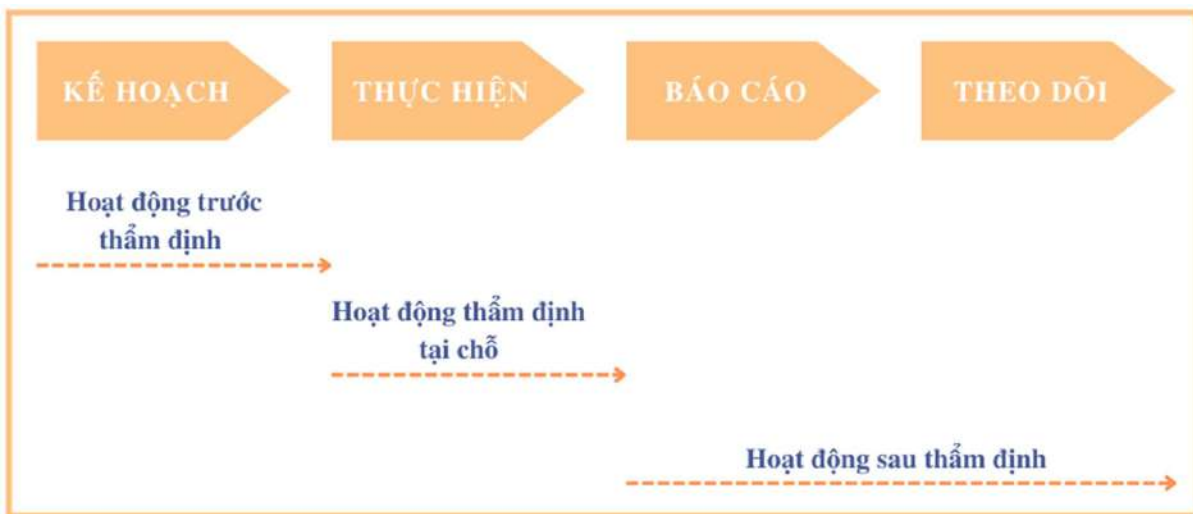 KẾ HOẠCH
THỰC HIỆN
BÁO CÁO
THEO DÕI
Hoạt động trước
thẩm định
Hoạt động thẩm định
tại chỗ
Hoạt động sau thẩm định